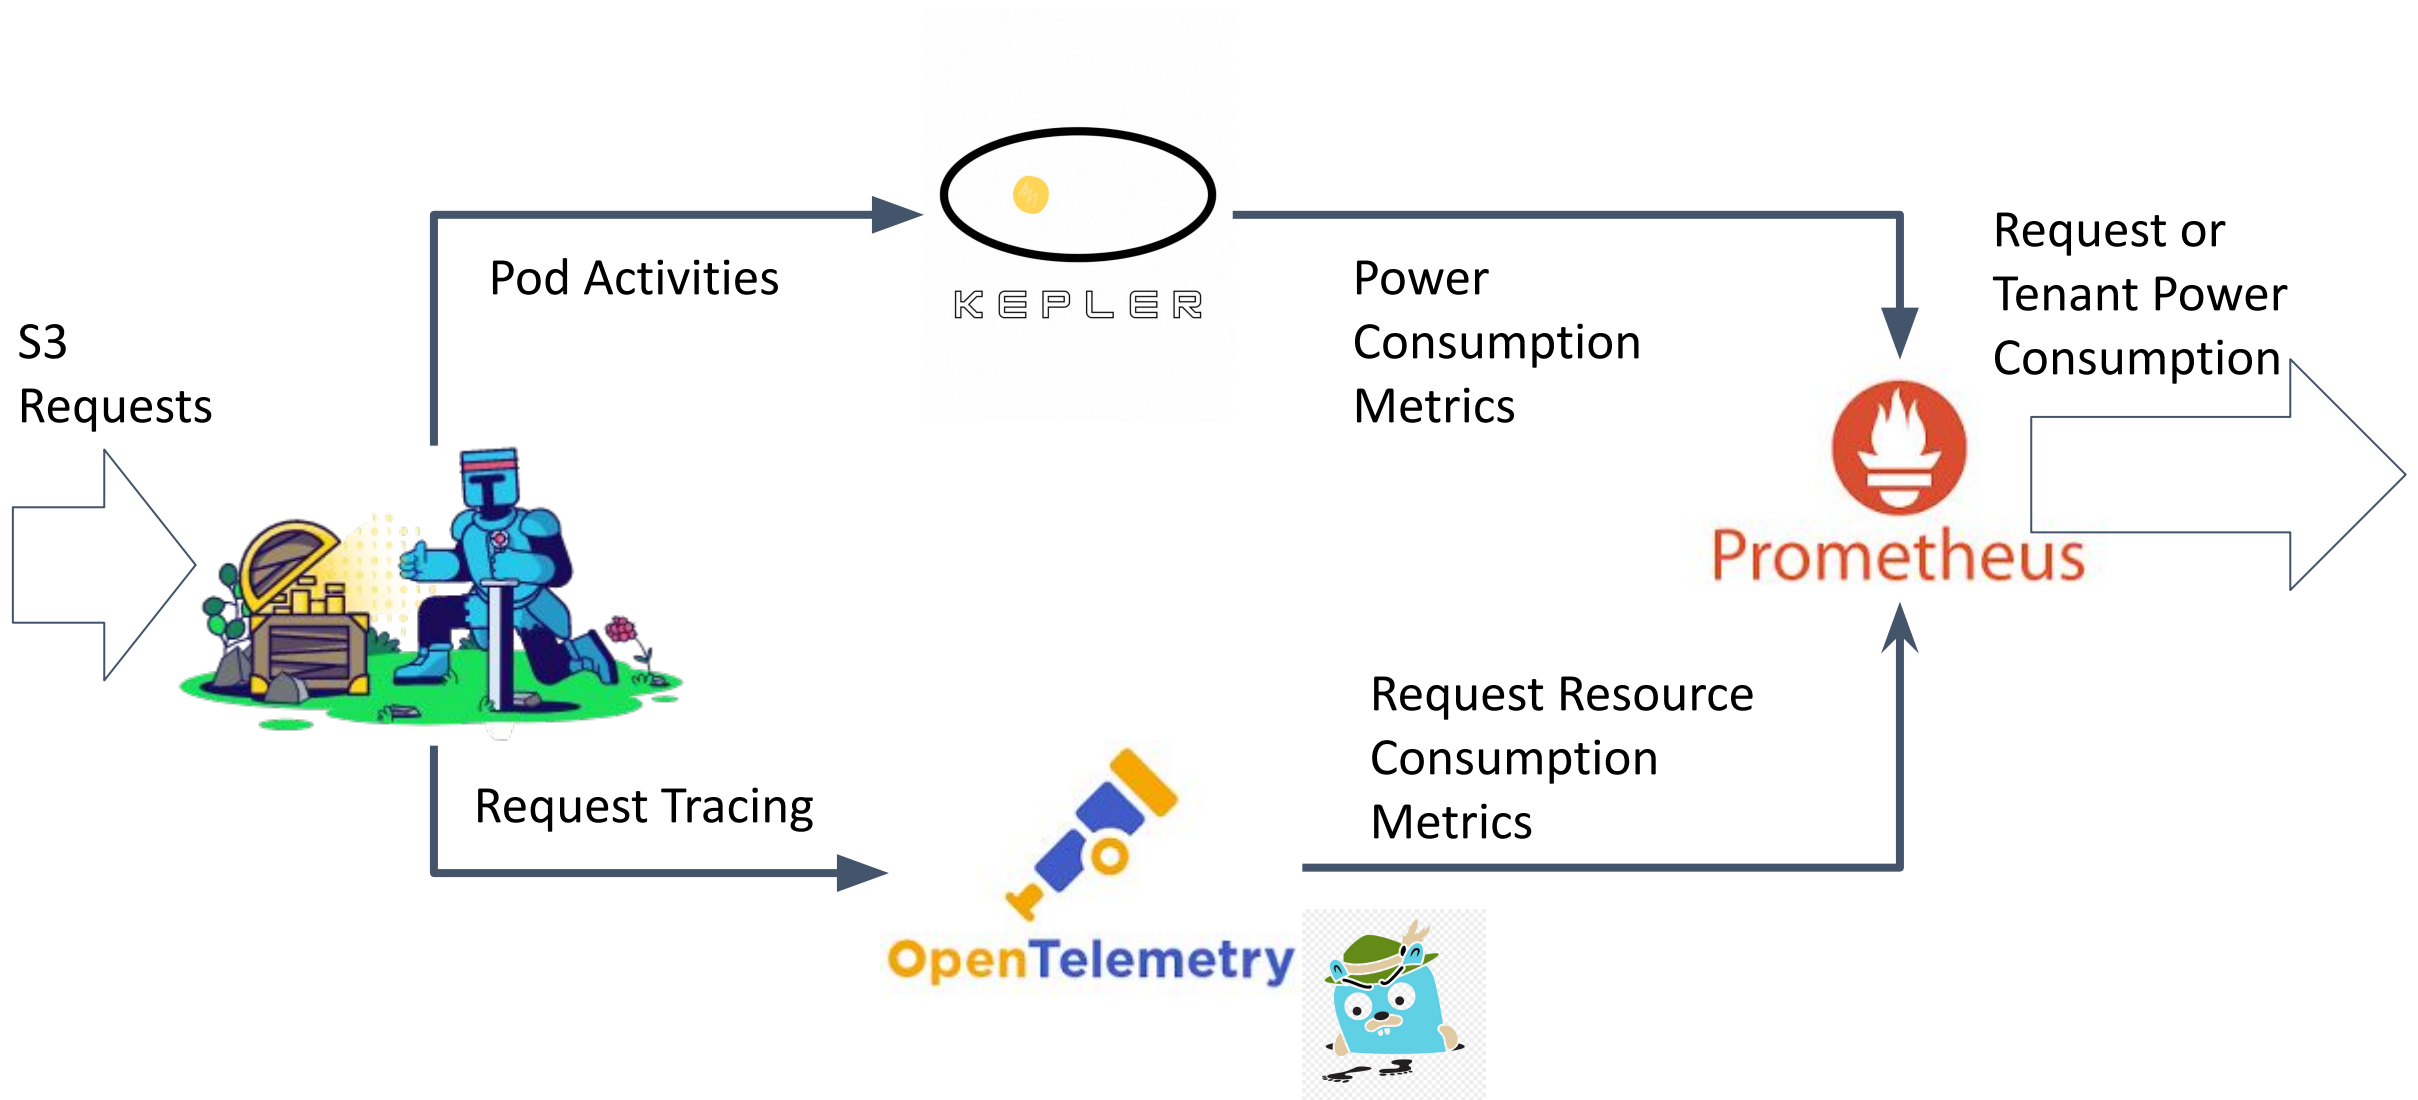 S3
Requests
Pod Activities
KEPLER
Power
Consumption
Metrics
Request or
Tenant Power
Consumption
Prometheus
Request Tracing
OpenTelemetry
Request Resource
Consumption
Metrics